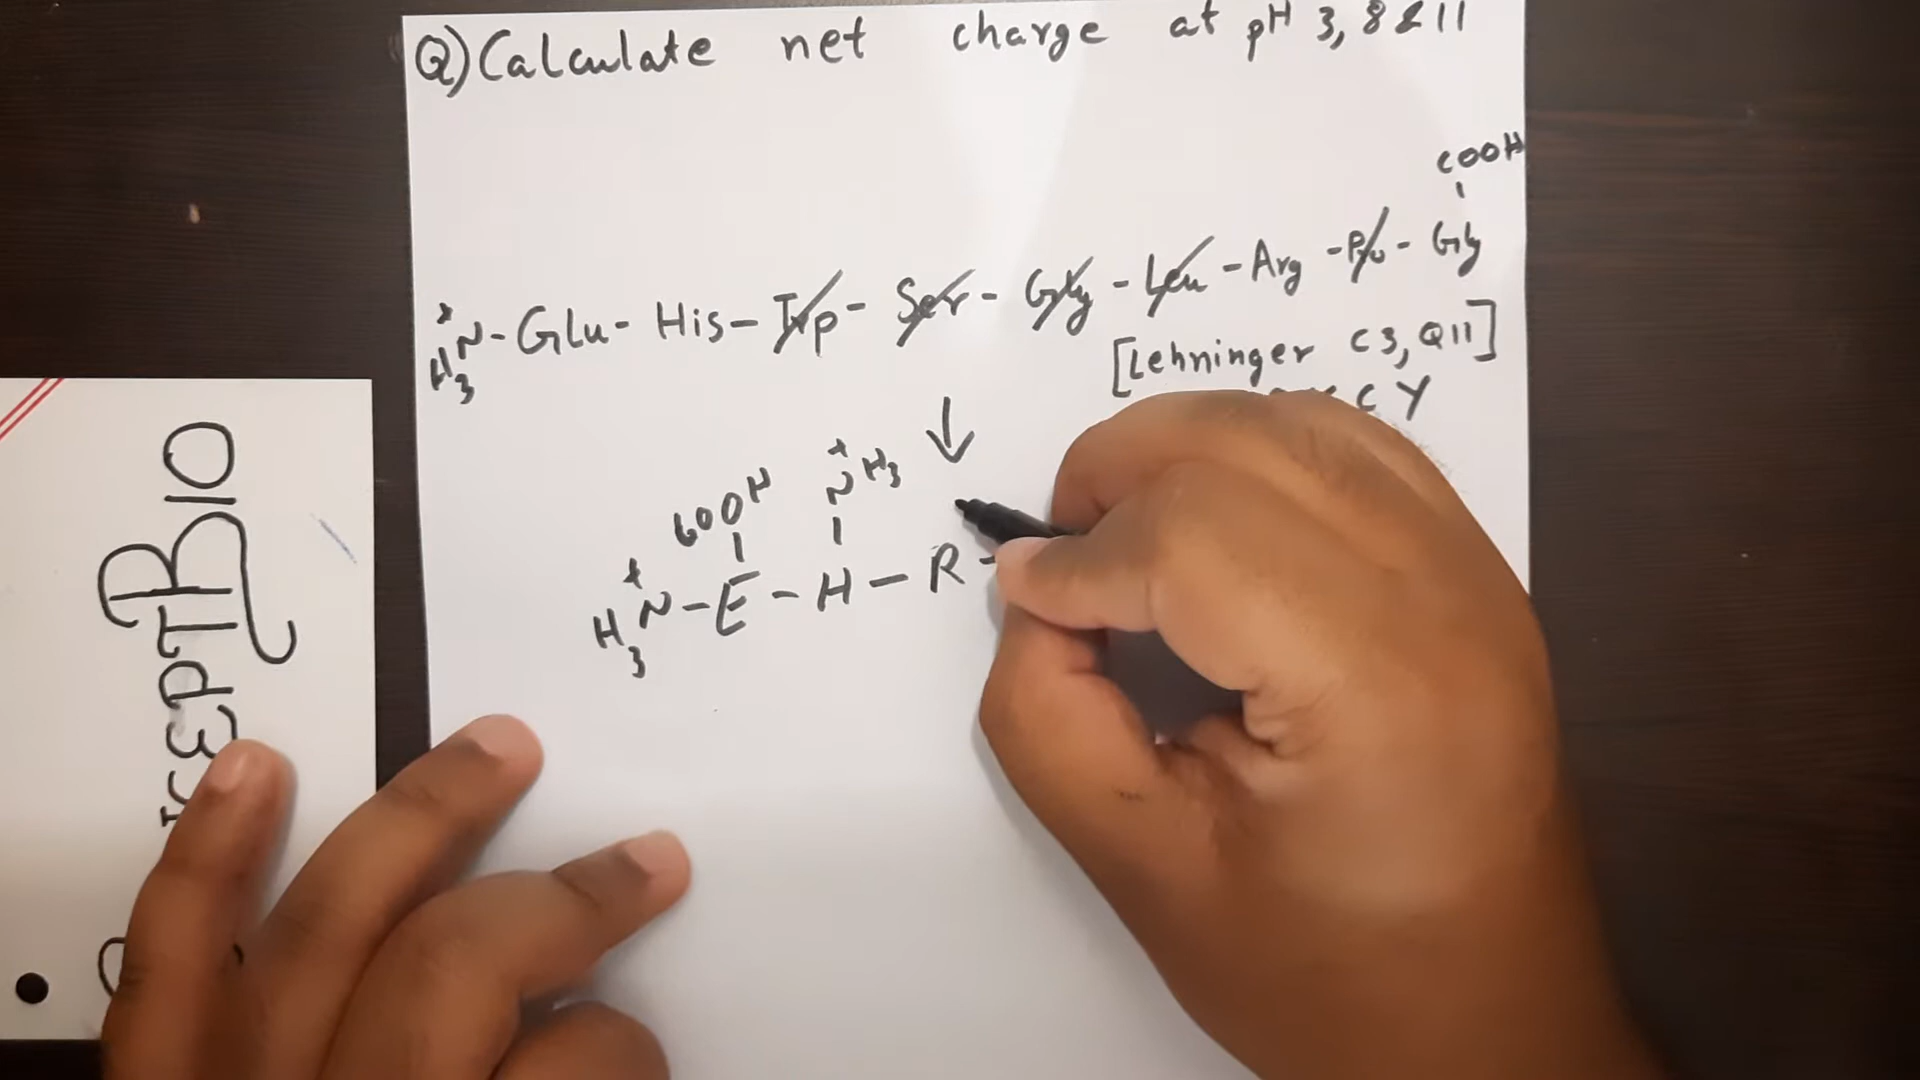 Q) Calculate net charge at pH 3, 8 & 11
COOH
H3N+ - Glu - His - Trp - Ser - Gly - Leu - Arg - Pro - Gly
[Lehninger C3, Q11]
C Y
COOH +NH3
H3N+ - E - H - R -
CEPTBIO